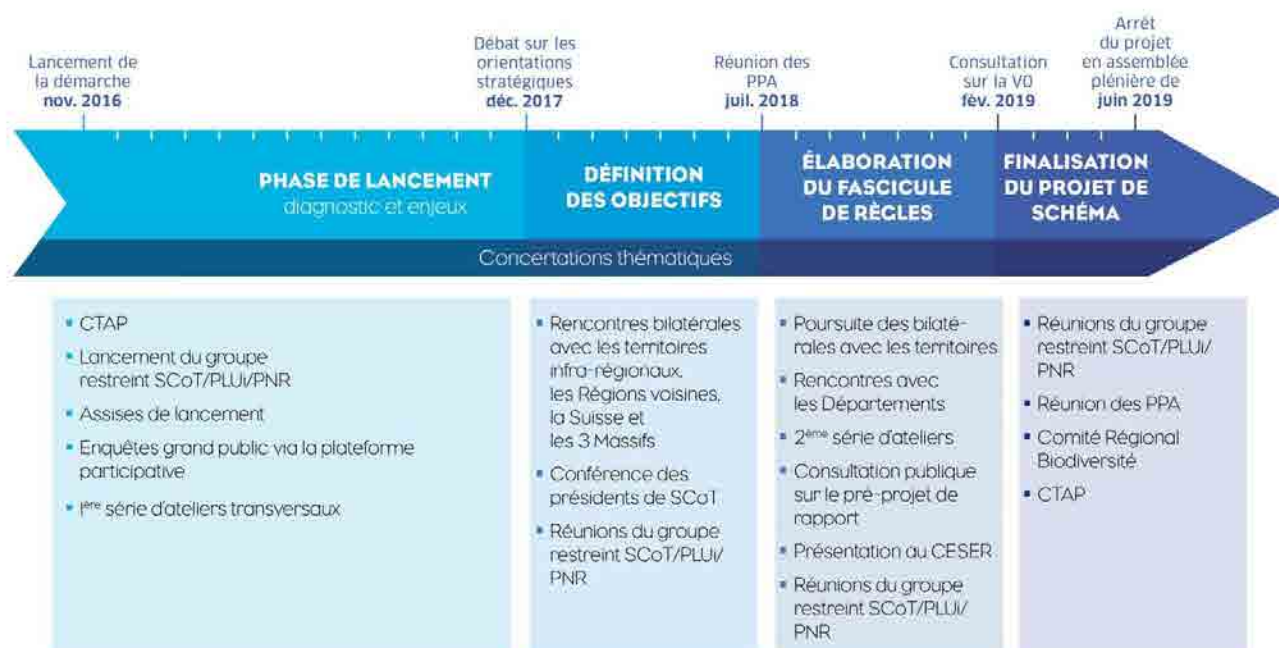 Lancement de
la démarche
nov. 2016
Débat sur les
orientations
stratégiques
déc. 2017
Réunion des
PPA
juil. 2018
Consultation
sur la V0
fév. 2019
Arrêt
du projet
en assemblée
plénière de
juin 2019
PHASE DE LANCEMENT
diagnostic et enjeux
DÉFINITION
DES OBJECTIFS
ÉLABORATION
DU FASCICULE
DE RÈGLES
FINALISATION
DU PROJET DE
SCHÉMA
Concertations thématiques
▪ CTAP
▪ Lancement du groupe
restreint SCoT/PLUi/PNR
▪ Assises de lancement
▪ Enquêtes grand public via la plateforme
participative
▪ 1ère série d'ateliers transversaux
▪ Rencontres bilatérales
avec les territoires
infra-régionaux,
les Régions voisines,
la Suisse et
les 3 Massifs
▪ Conférence des
présidents de SCoT
▪ Réunions du groupe
restreint SCoT/PLUi/
PNR
▪ Poursuite des bilaté-
rales avec les territoires
▪ Rencontres avec
les Départements
▪ 2ème série d'ateliers
▪ Consultation publique
sur le pré-projet de
rapport
▪ Présentation au CESER
▪ Réunions du groupe
restreint SCoT/PLUi/
PNR
▪ Réunions du groupe
restreint SCoT/PLUi/
PNR
▪ Réunion des PPA
▪ Comité Régional
Biodiversité
▪ CTAP